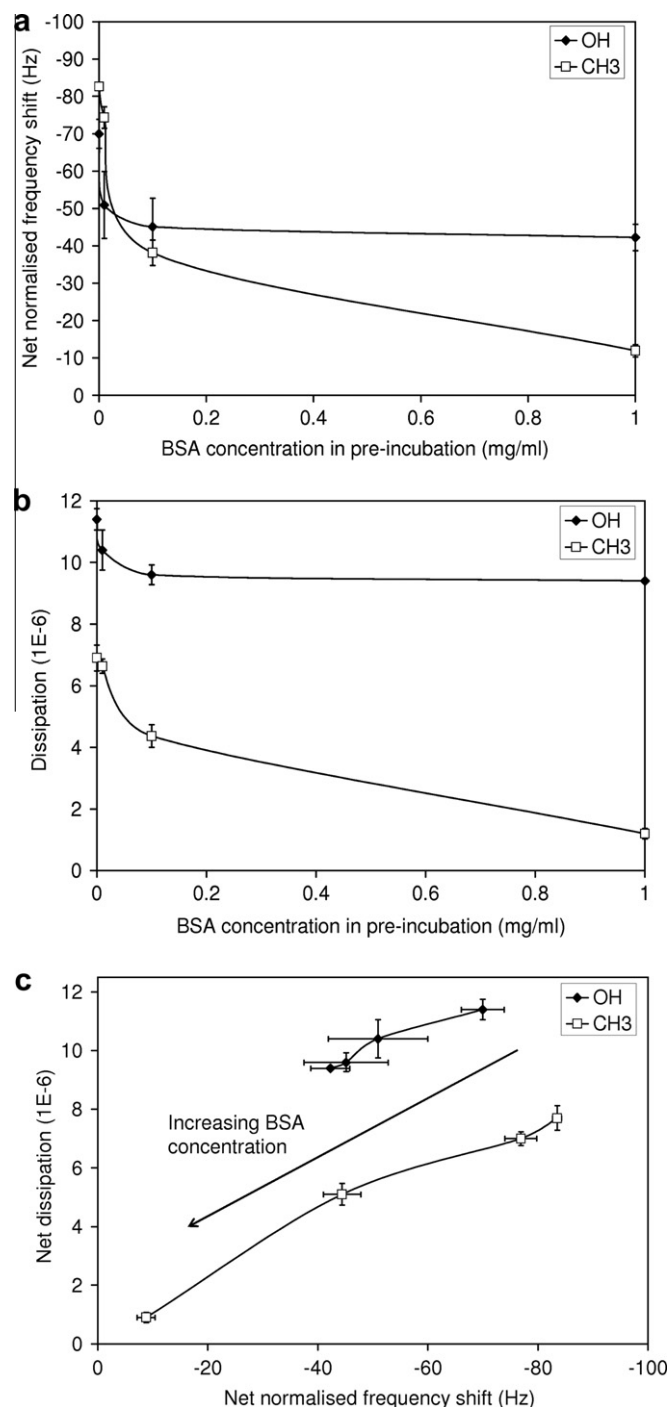 a
-100
-90
-80
-70
-60
-50
-40
-30
-20
-10
0
Net normalised frequency shift (Hz)
OH
CH3
0 0.2 0.4 0.6 0.8 1
BSA concentration in pre-incubation (mg/ml)
b
12
10
8
6
4
2
0
Dissipation (1E-6)
OH
CH3
0 0.2 0.4 0.6 0.8 1
BSA concentration in pre-incubation (mg/ml)
c
12
10
8
6
4
2
0
Net dissipation (1E-6)
OH
CH3
Increasing BSA
concentration
0 -20 -40 -60 -80 -100
Net normalised frequency shift (Hz)